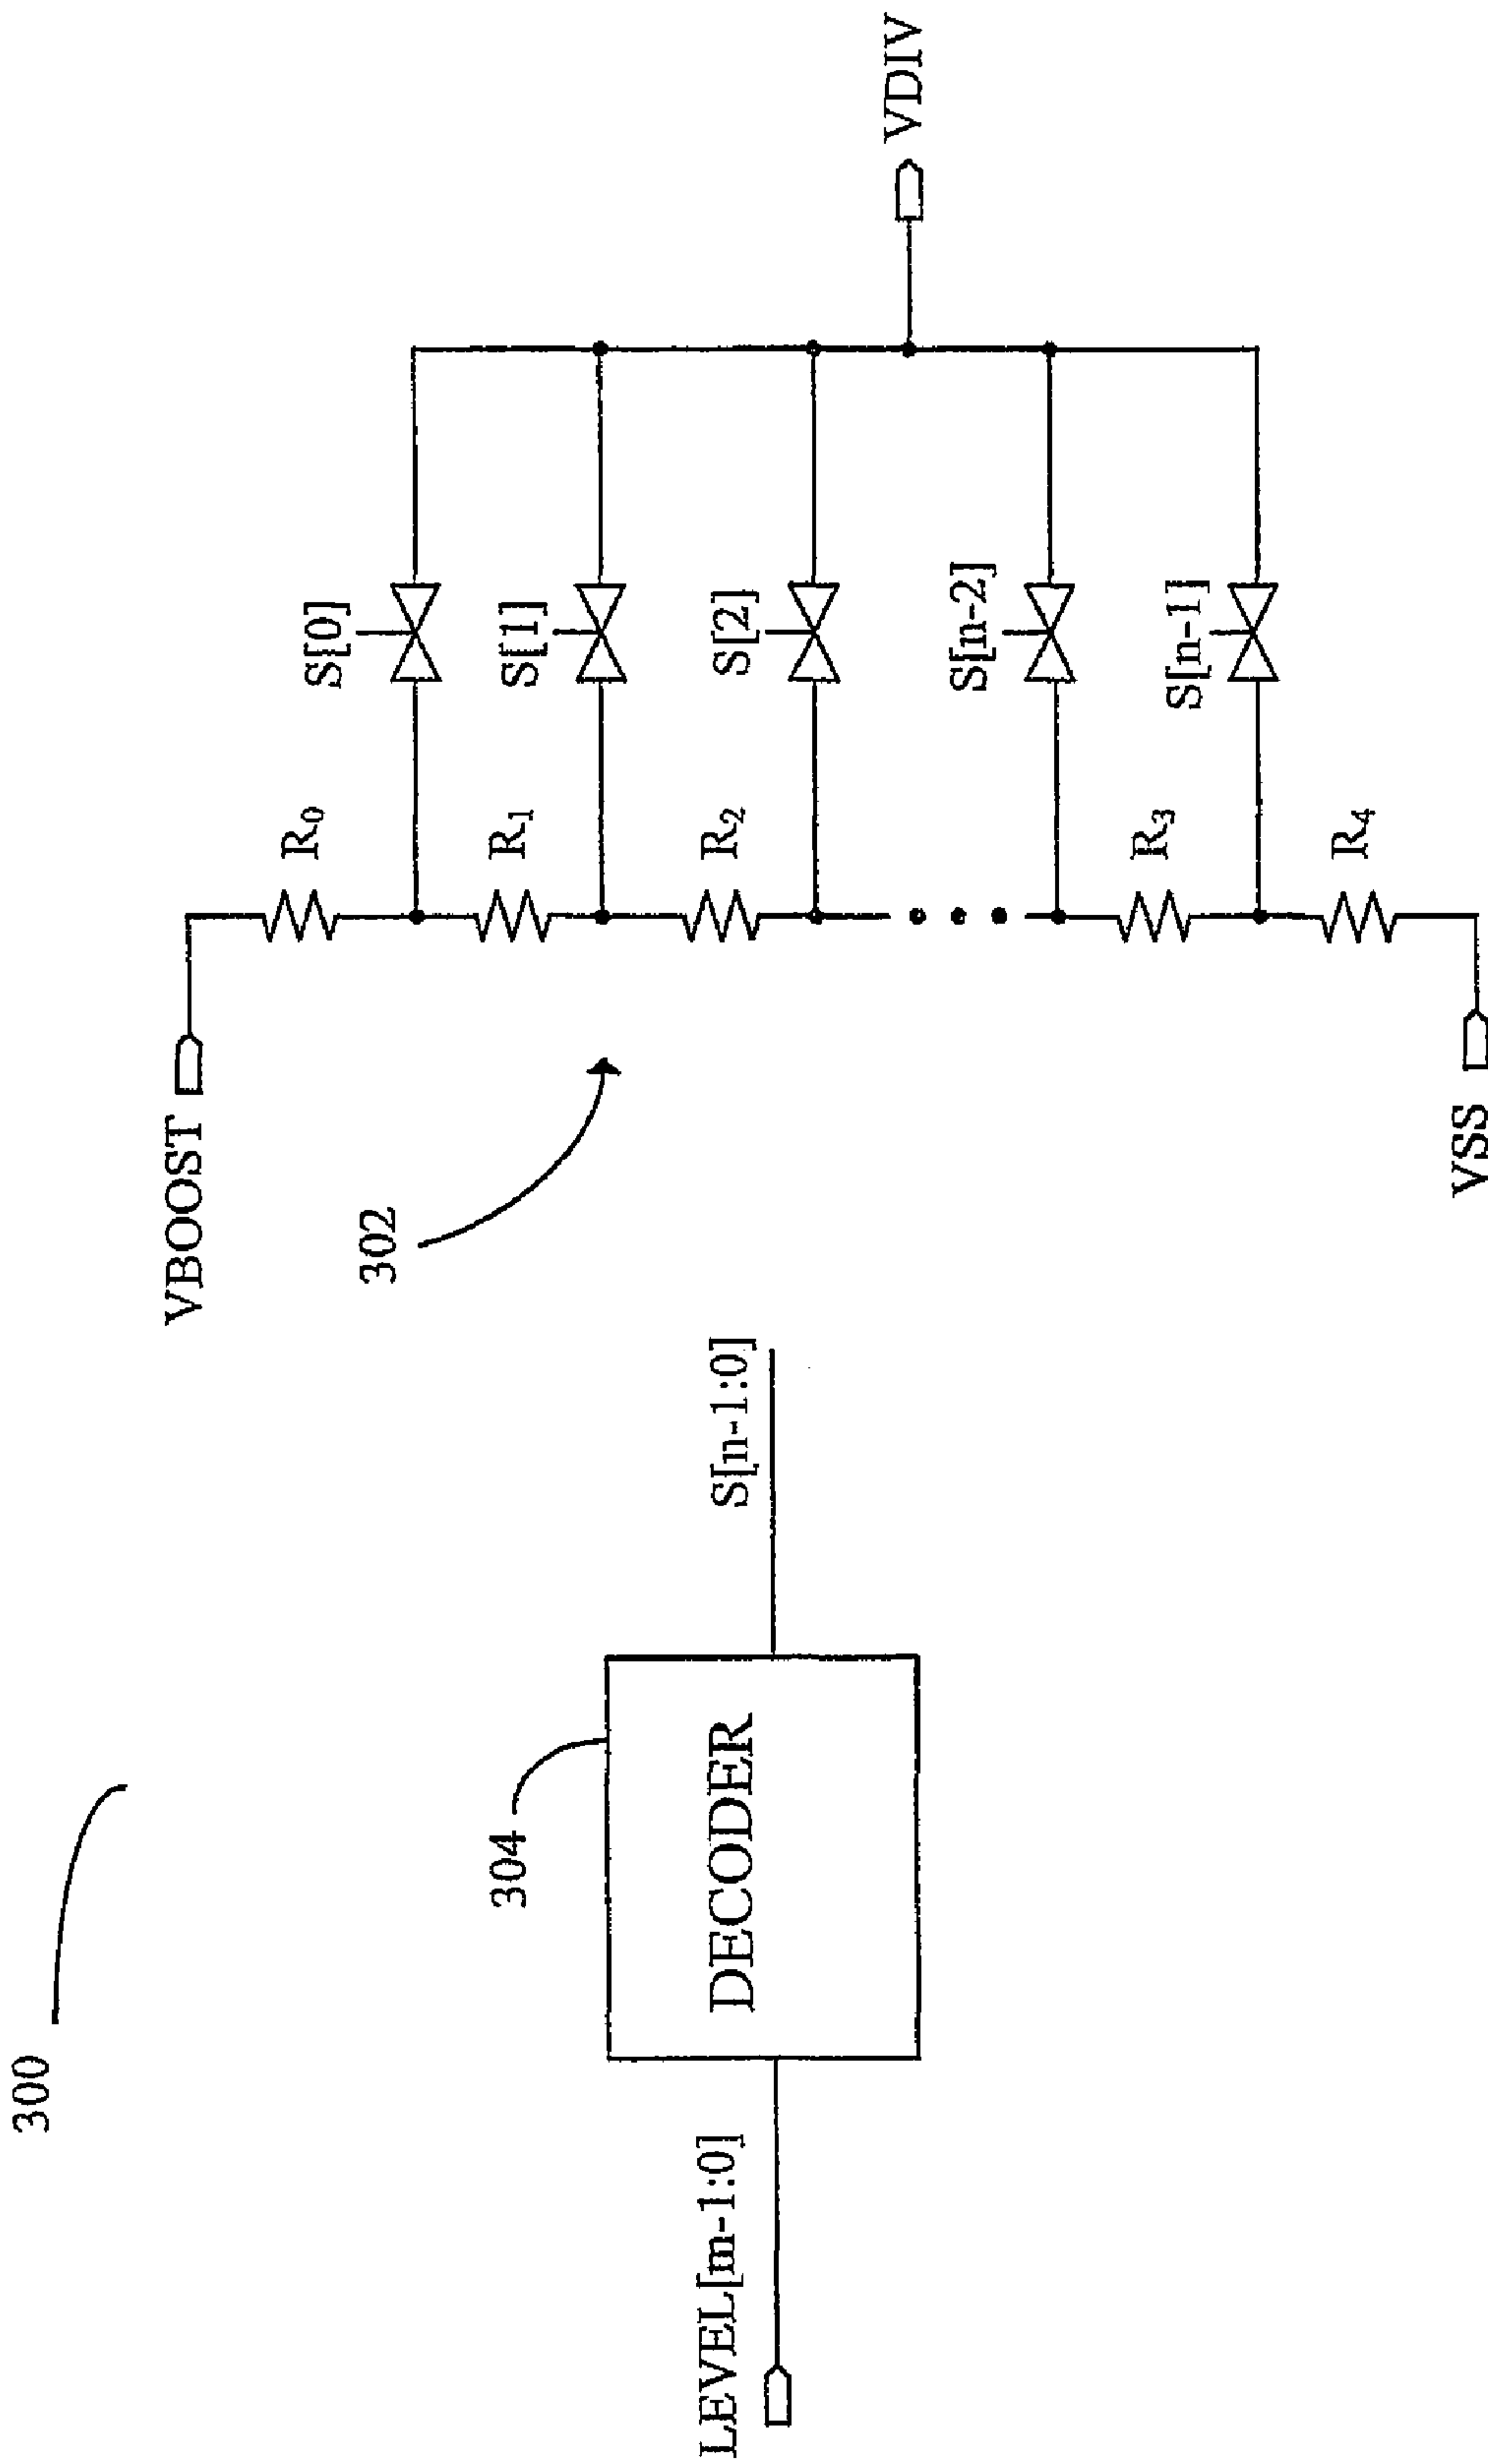 300
LEVEL[m-1:0]
304
DECODER
S[n-1:0]
302
VBOOST
VSS
R₀
R₁
R₂
R₃
R₄
S[0]
S[1]
S[2]
S[n-2]
S[n-1]
VDIV